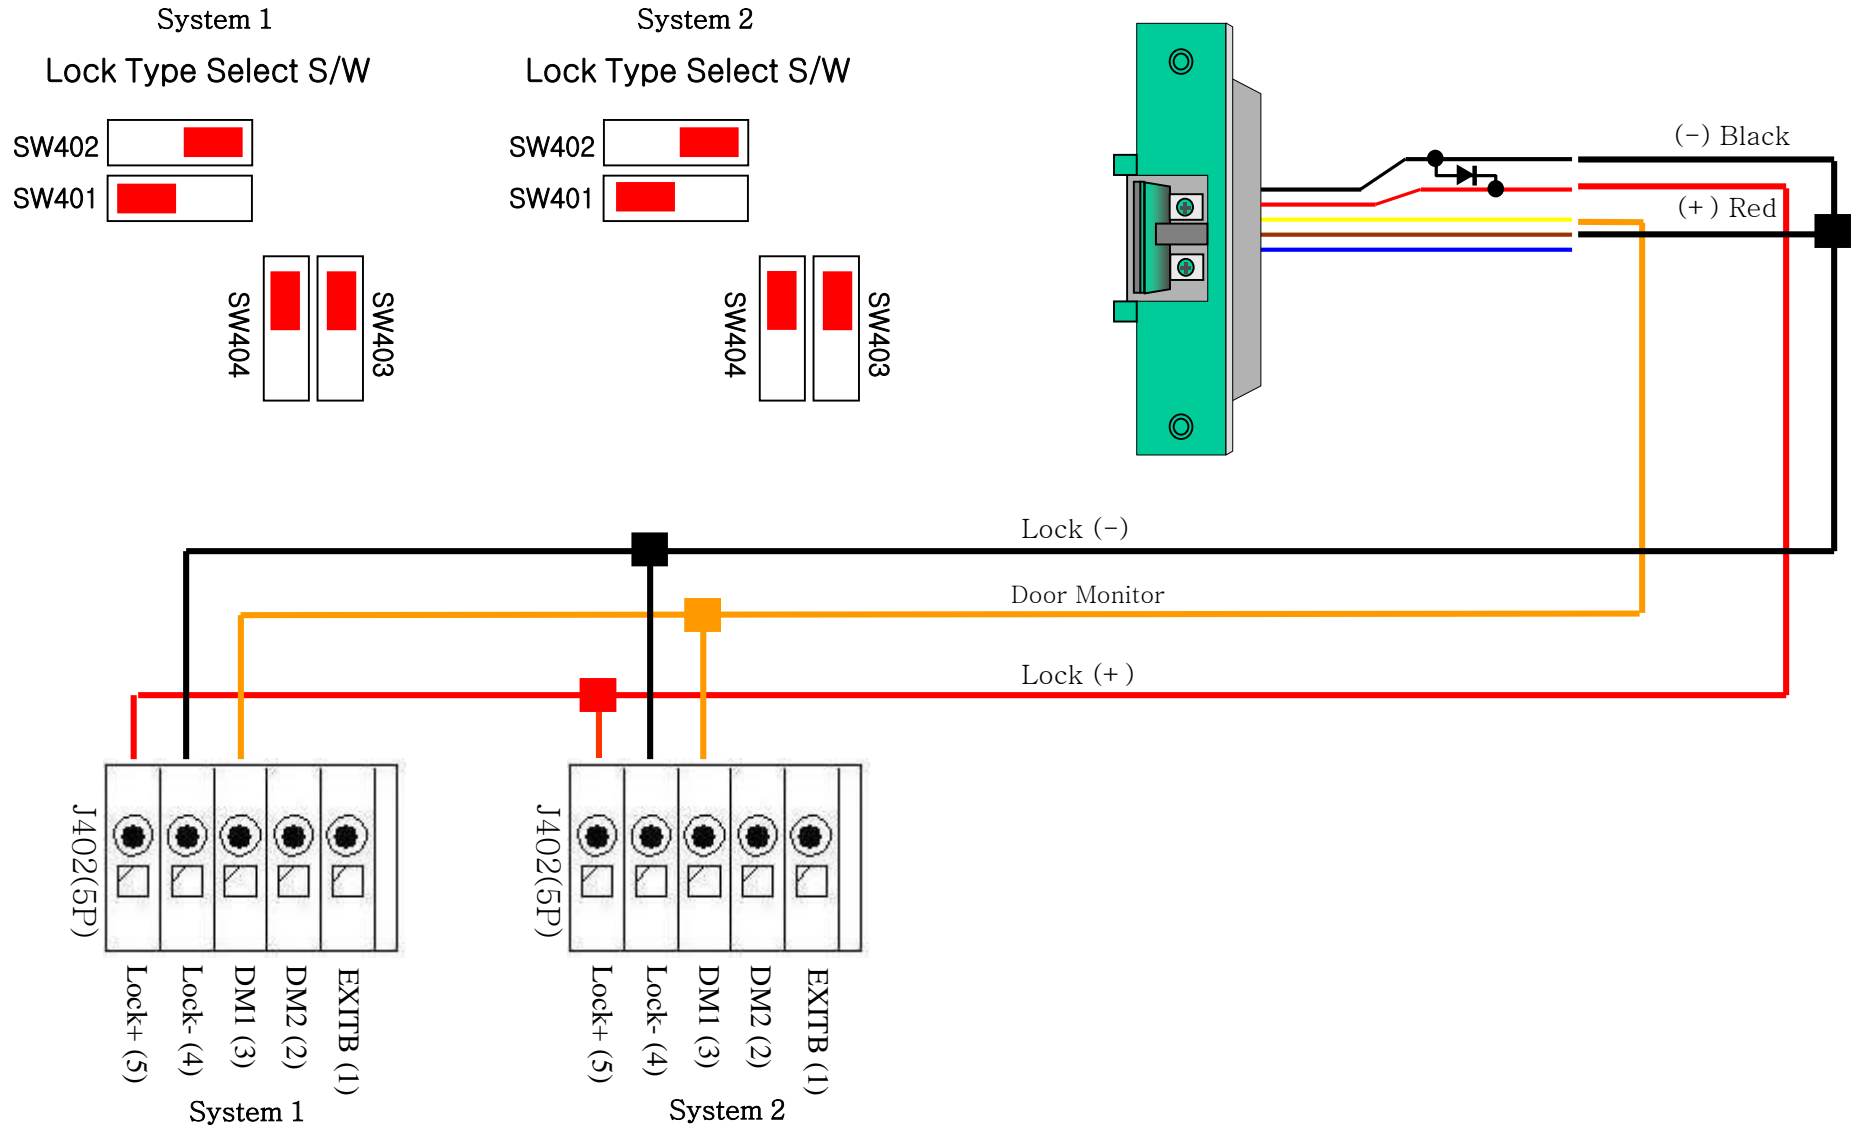 System 1
Lock Type Select S/W
SW402
SW401
SW404
SW403
System 2
Lock Type Select S/W
SW402
SW401
SW404
SW403
(-) Black
(+) Red
Lock (-)
Door Monitor
Lock (+)
J402(5P)
Lock+ (5)
Lock- (4)
DM1 (3)
DM2 (2)
EXITB (1)
System 1
J402(5P)
Lock+ (5)
Lock- (4)
DM1 (3)
DM2 (2)
EXITB (1)
System 2